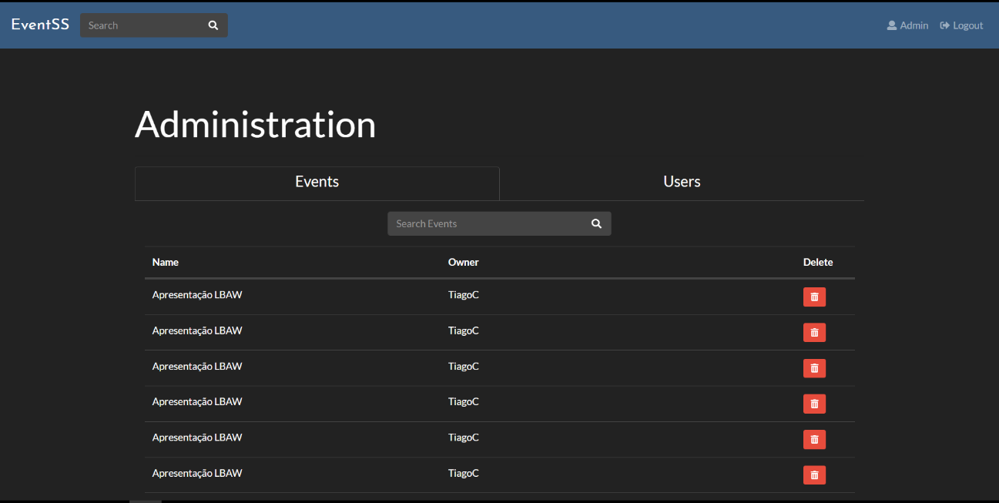 EventSS Search Admin Logout
Administration
Events Users
Search Events
Name Owner Delete
Apresentação LBAW TiagoC
Apresentação LBAW TiagoC
Apresentação LBAW TiagoC
Apresentação LBAW TiagoC
Apresentação LBAW TiagoC
Apresentação LBAW TiagoC